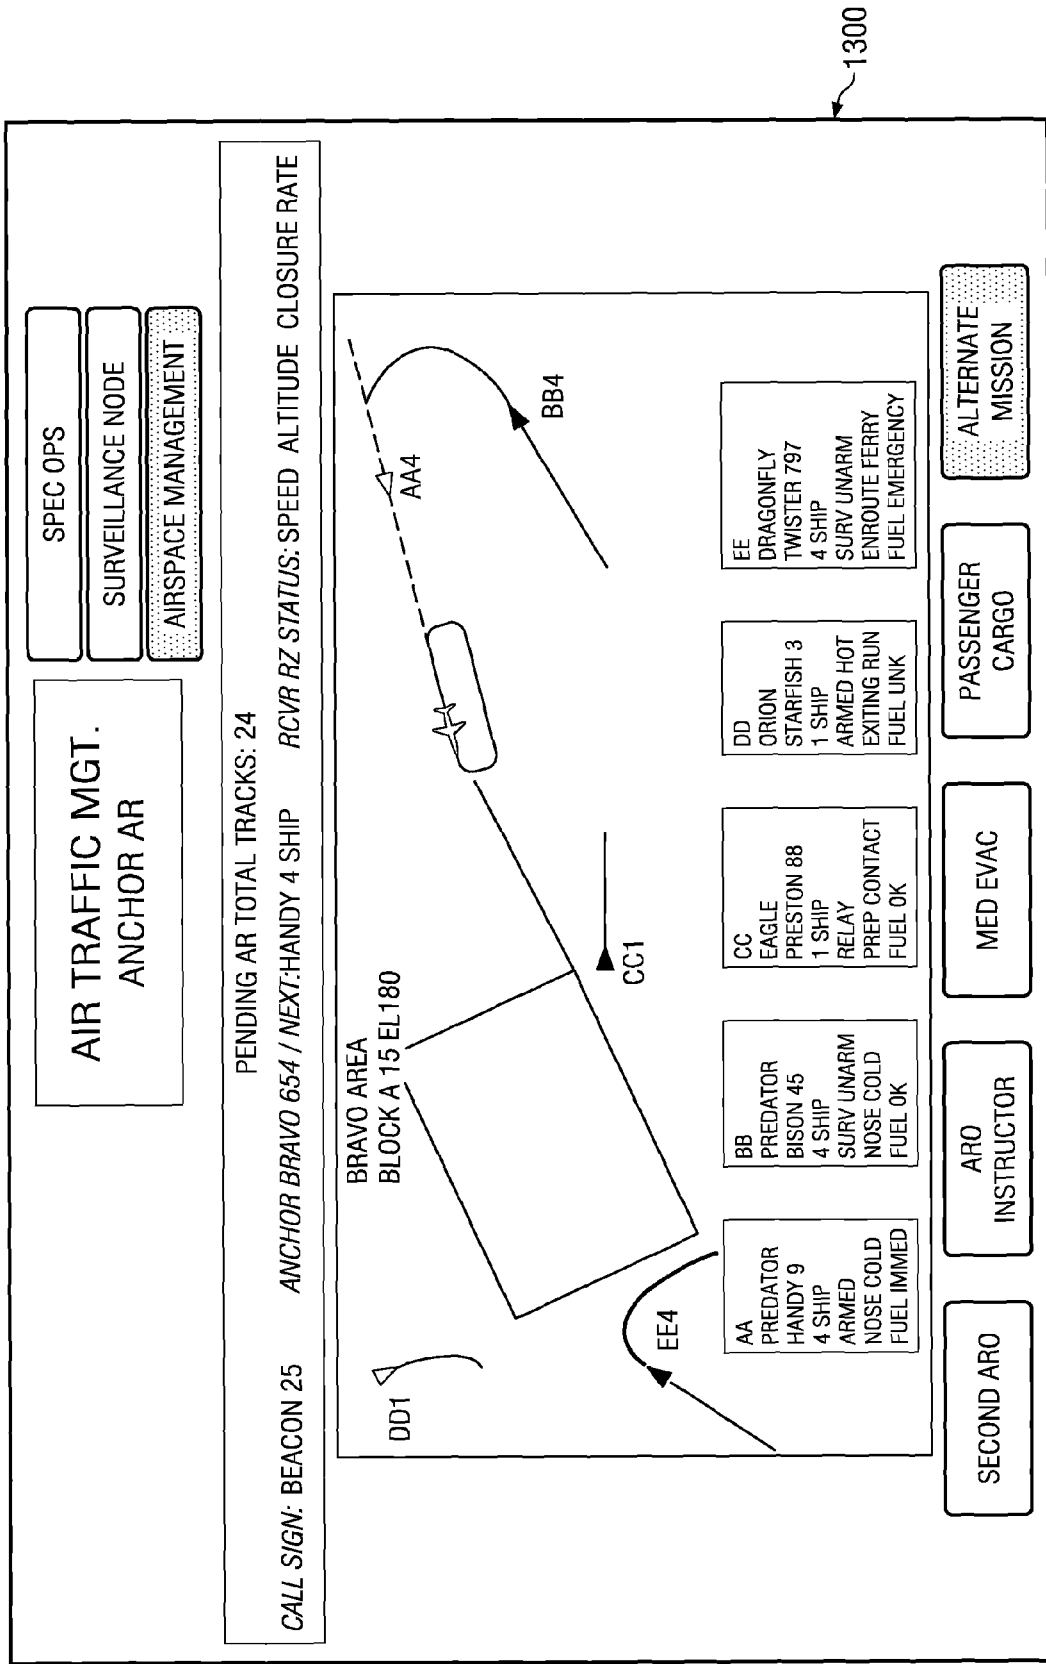 AIR TRAFFIC MGT.
ANCHOR AR
SPEC OPS
SURVEILLANCE NODE
AIRSPACE MANAGEMENT
PENDING AR TOTAL TRACKS: 24
CALL SIGN: BEACON 25 ANCHOR BRAVO 654 / NEXT:HANDY 4 SHIP RCVR RZ STATUS: SPEED ALTITUDE CLOSURE RATE
BRAVO AREA
BLOCK A 15 EL180
DD1
EE4
CC1
AA4
BB4
AA
PREDATOR
HANDY 9
4 SHIP
ARMED
NOSE COLD
FUEL IMMED
BB
PREDATOR
BISON 45
4 SHIP
SURV UNARM
NOSE COLD
FUEL OK
CC
EAGLE
PRESTON 88
1 SHIP
RELAY
PREP CONTACT
FUEL OK
DD
ORION
STARFISH 3
1 SHIP
ARMED HOT
EXITING RUN
FUEL UNK
EE
DRAGONFLY
TWISTER 797
4 SHIP
SURV UNARM
ENROUTE FERRY
FUEL EMERGENCY
SECOND ARO
ARO
INSTRUCTOR
MED EVAC
PASSENGER
CARGO
ALTERNATE
MISSION
1300